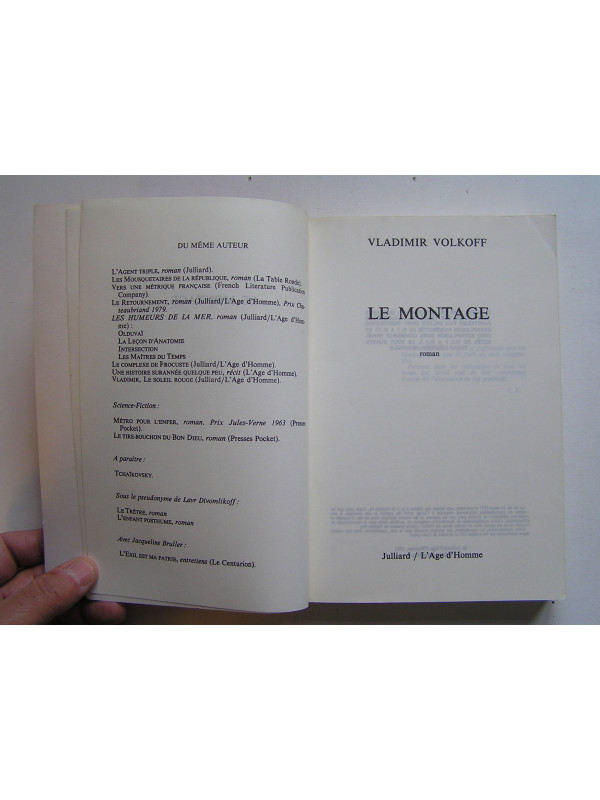 DU MÊME AUTEUR
L'AGENT TRIPLE, roman (Julliard).
LES MOUSQUETAIRES DE LA RÉPUBLIQUE, roman (La Table Ronde).
VERS UNE MÉTRIQUE FRANÇAISE (French Literature Publication
Company).
LE RETOURNEMENT, roman (Julliard/L'Age d'Homme), Prix Cha-
teaubriand 1979.
LES HUMEURS DE LA MER, roman (Julliard/L'Age d'Hom-
me) :
OLDUVAÏ
LA LEÇON D'ANATOMIE
INTERSECTION
LES MAÎTRES DU TEMPS
LE COMPLEXE DE PROCUSTE (Julliard/L'Age d'Homme).
UNE HISTOIRE SURANNÉE QUELQUE PEU, récit (L'Age d'Homme).
VLADIMIR, LE SOLEIL ROUGE (Julliard/L'Age d'Homme).
Science-Fiction :
MÉTRO POUR L'ENFER, roman, Prix Jules-Verne 1963 (Presses
Pocket).
LE TIRE-BOUCHON DU BON DIEU, roman (Presses Pocket).
A paraître :
TCHAÏKOVSKY.
Sous le pseudonyme de Lavr Divomlikoff :
LE TRÊTRE, roman
L'ENFANT POSTHUME, roman
Avec Jacqueline Bruller :
L'EXIL EST MA PATRIE, entretiens (Le Centurion).
VLADIMIR VOLKOFF
LE MONTAGE
roman
Julliard / L'Age d'Homme